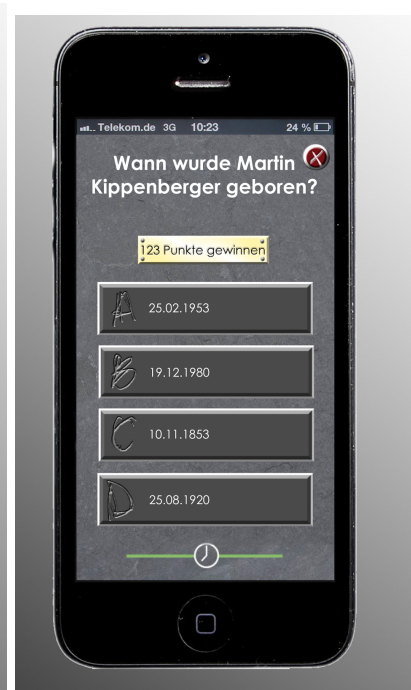 Telekom.de 3G 10:23 24 %
Wann wurde Martin
Kippenberger geboren?
123 Punkte gewinnen
A 25.02.1953
B 19.12.1980
C 10.11.1853
D 25.08.1920